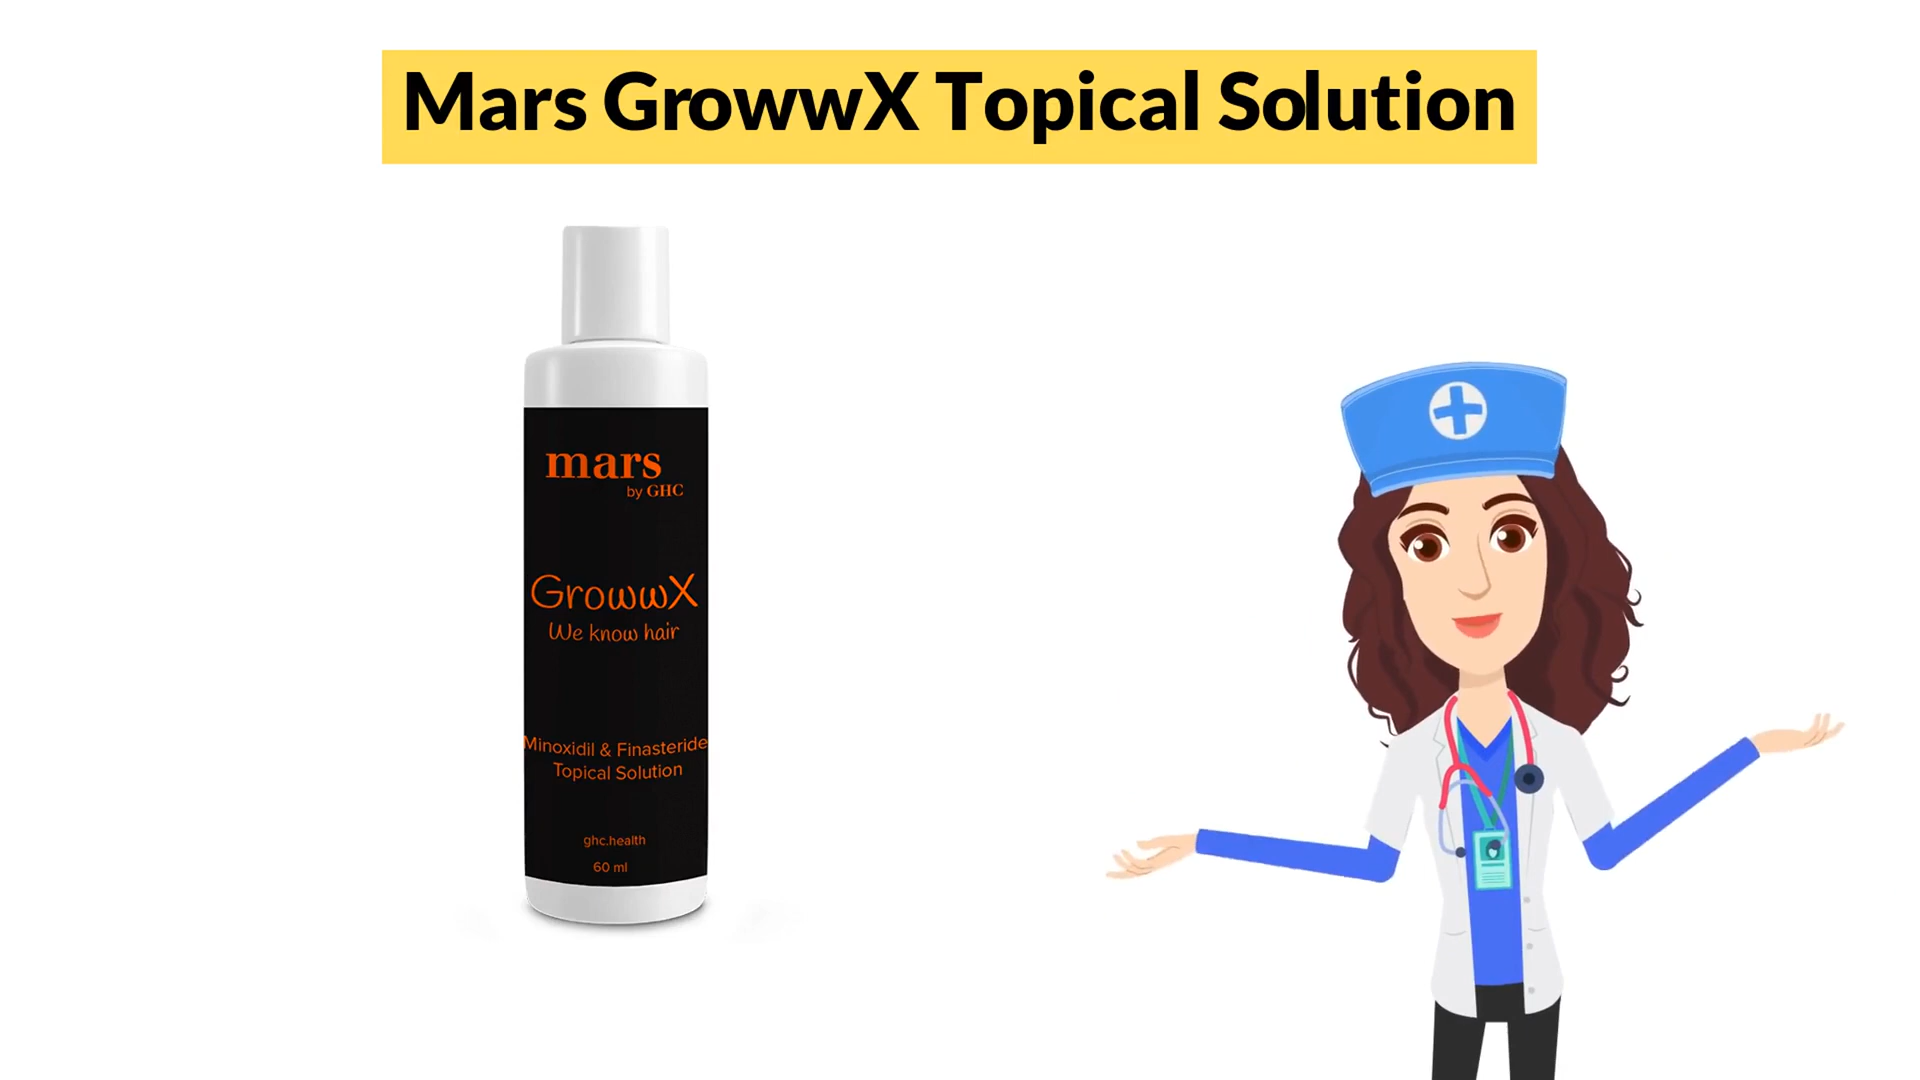 Mars GrowwX Topical Solution
mars
by GHC
GrowwX
We know hair
Minoxidil & Finasteride
Topical Solution
ghc.health
60 ml